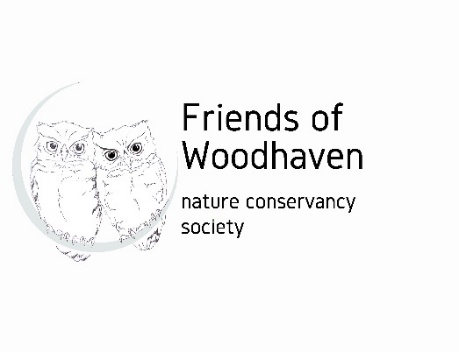 Friends of
Woodhaven
nature conservancy
society